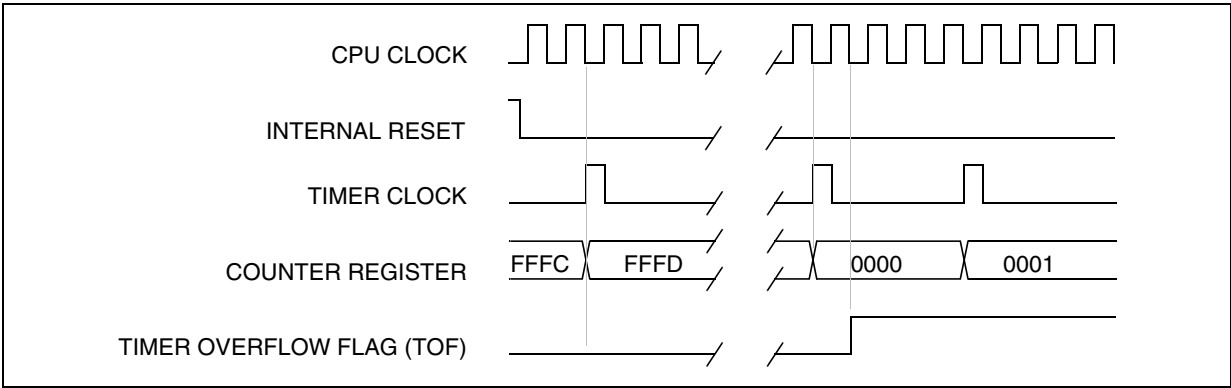 CPU CLOCK
INTERNAL RESET
TIMER CLOCK
COUNTER REGISTER
FFFC FFFD 0000 0001
TIMER OVERFLOW FLAG (TOF)